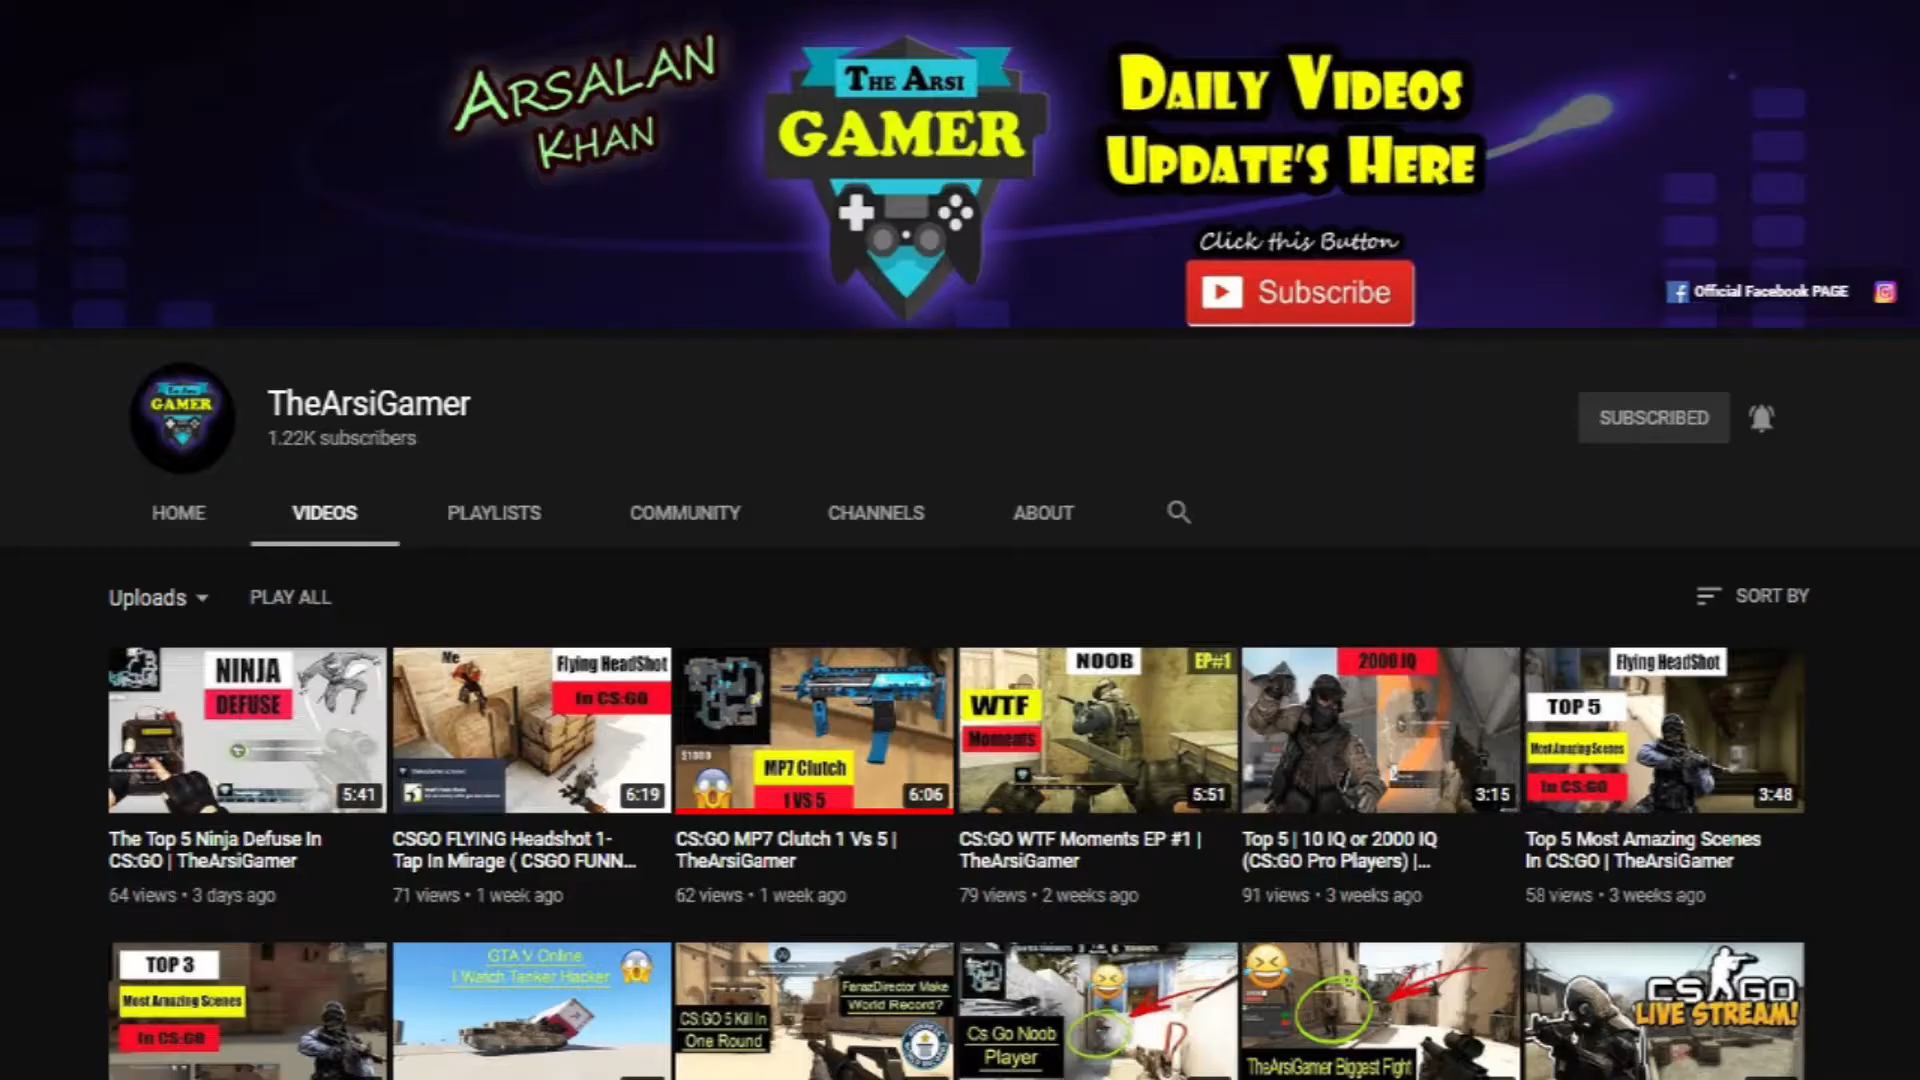 ARSALAN
KHAN
THE ARSI
GAMER
DAILY VIDEOS
UPDATE'S HERE
Click this Button
Subscribe
Official Facebook PAGE
GAMER
TheArsiGamer
1.22K subscribers
SUBSCRIBED
HOME
VIDEOS
PLAYLISTS
COMMUNITY
CHANNELS
ABOUT
Uploads
PLAY ALL
SORT BY
NINJA
DEFUSE
5:41
Me
Flying HeadShot
In CS:GO
6:19
MP7 Clutch
1 VS 5
6:06
NOOB
EP#1
WTF
Moments
5:51
2000 IQ
3:15
Flying HeadShot
TOP 5
Most Amazing Scenes
In CS:GO
3:48
The Top 5 Ninja Defuse In
CS:GO | TheArsiGamer
64 views • 3 days ago
CSGO FLYING Headshot 1-
Tap In Mirage ( CSGO FUNN...
71 views • 1 week ago
CS:GO MP7 Clutch 1 Vs 5 |
TheArsiGamer
62 views • 1 week ago
CS:GO WTF Moments EP #1 |
TheArsiGamer
79 views • 2 weeks ago
Top 5 | 10 IQ or 2000 IQ
(CS:GO Pro Players) |...
91 views • 3 weeks ago
Top 5 Most Amazing Scenes
In CS:GO | TheArsiGamer
58 views • 3 weeks ago
TOP 3
Most Amazing Scenes
In CS:GO
GTA V Online
I Watch Tanker Hacker
FerazDirector Make
World Record?
CS:GO 5 Kill In
One Round
Cs Go Noob
Player
TheArsiGamer Biggest Fight
CS GO
LIVE STREAM!